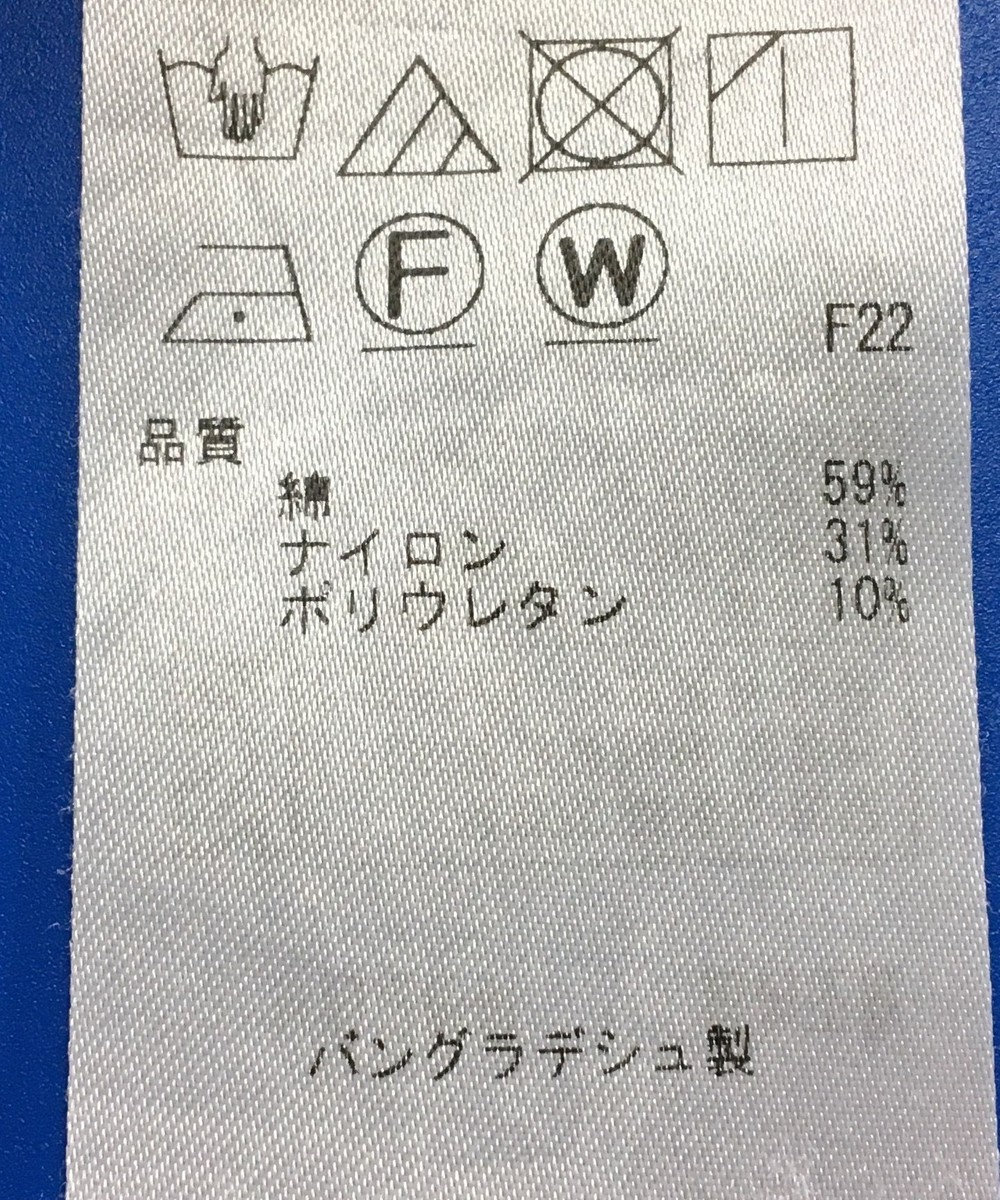 F W
F22
品質
綿 59%
ナイロン 31%
ポリウレタン 10%
バングラデシュ製